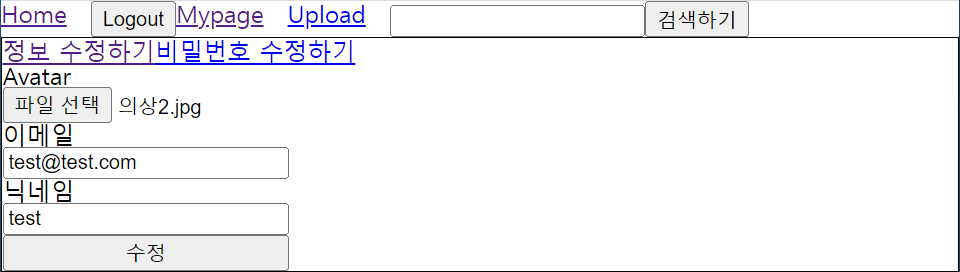 Home Logout Mypage Upload 검색하기
정보 수정하기비밀번호 수정하기
Avatar
파일 선택 의상2.jpg
이메일
test@test.com
닉네임
test
수정